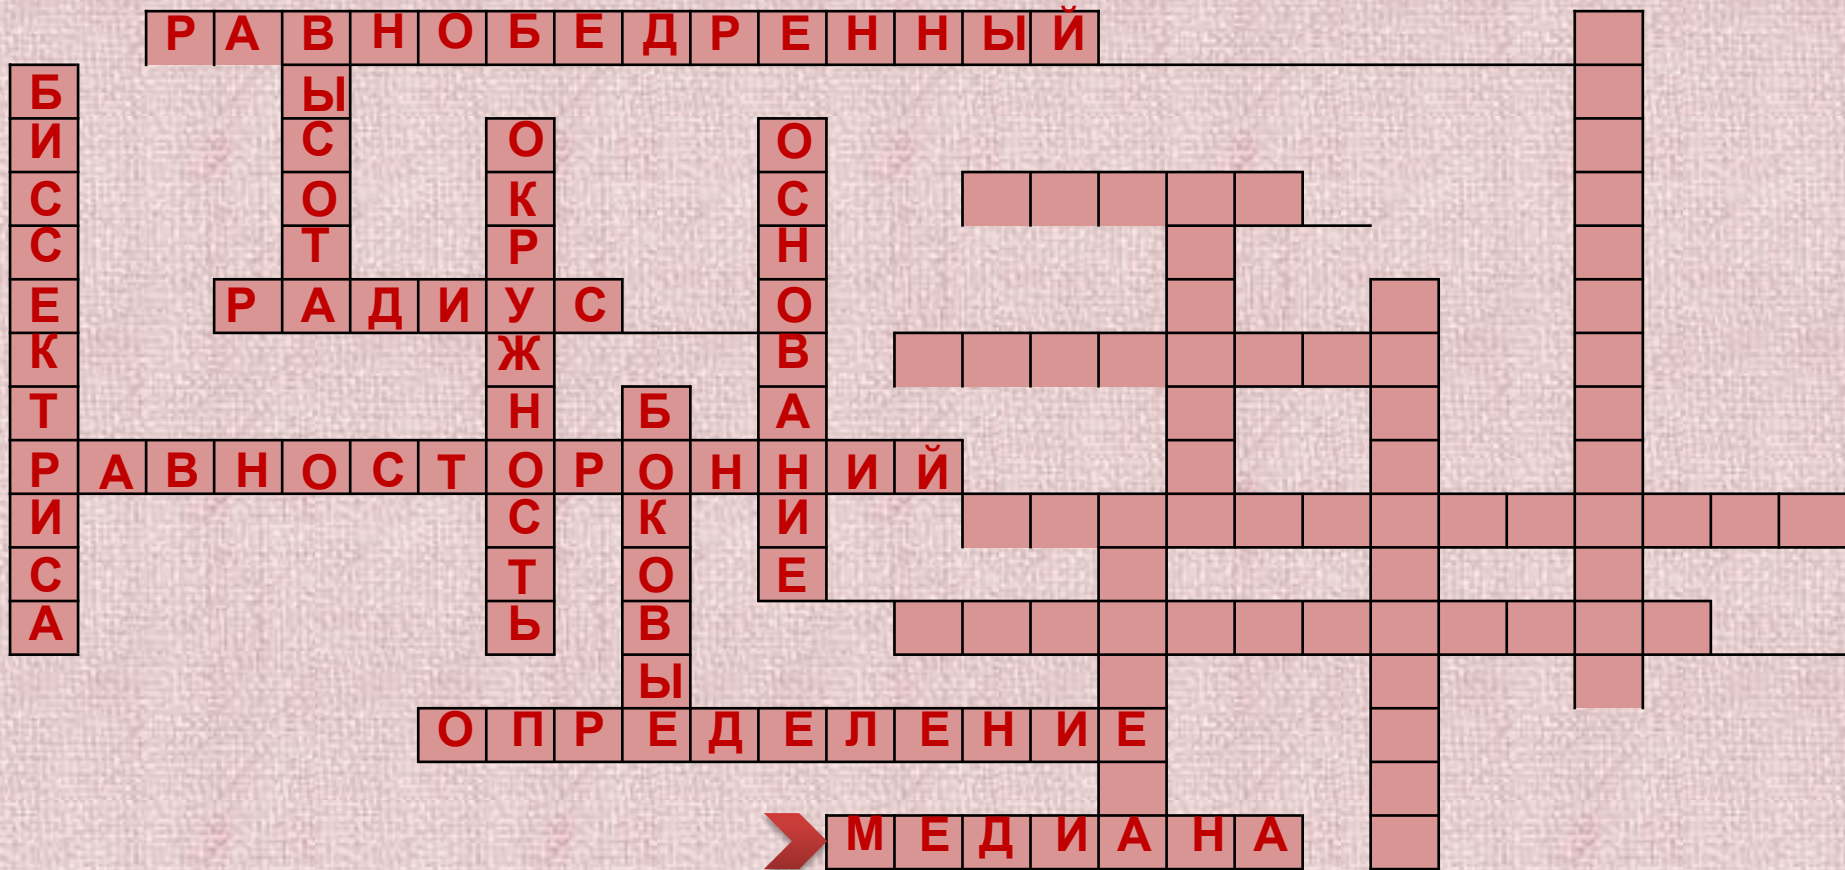 РАВНОБЕДРЕННЫЙ
БИССЕКТРИСА
ВЫСОТА
ОКРУЖНОСТЬ
ОСНОВАНИЕ
РАДИУС
БОКОВЫЕ
РАВНОСТОРОННИЙ
ОПРЕДЕЛЕНИЕ
МЕДИАНА